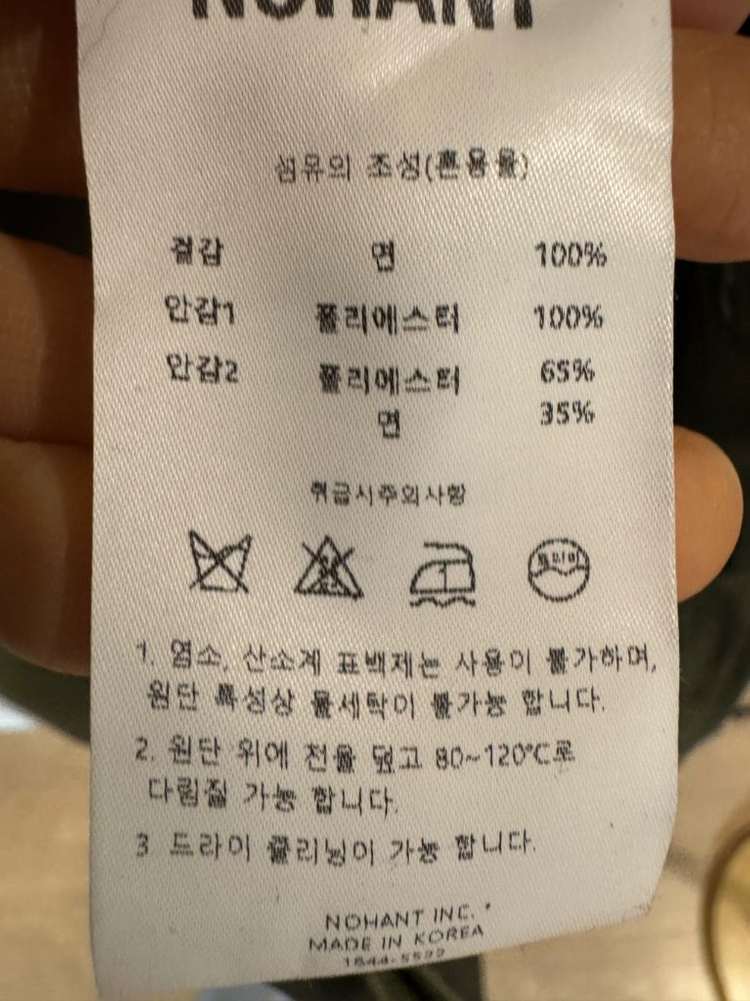 NOHANT
섬유의 조성(혼용율)
겉감 면 100%
안감1 폴리에스터 100%
안감2 폴리에스터 65%
면 35%
취급시주의사항
드라이
1. 염소, 산소계 표백제는 사용이 불가하며,
원단 특성상 물세탁이 불가능 합니다.
2. 원단 위에 천을 덮고 80~120℃로
다림질 가능 합니다.
3 드라이 클리닝이 가능 합니다.
NOHANT INC.
MADE IN KOREA